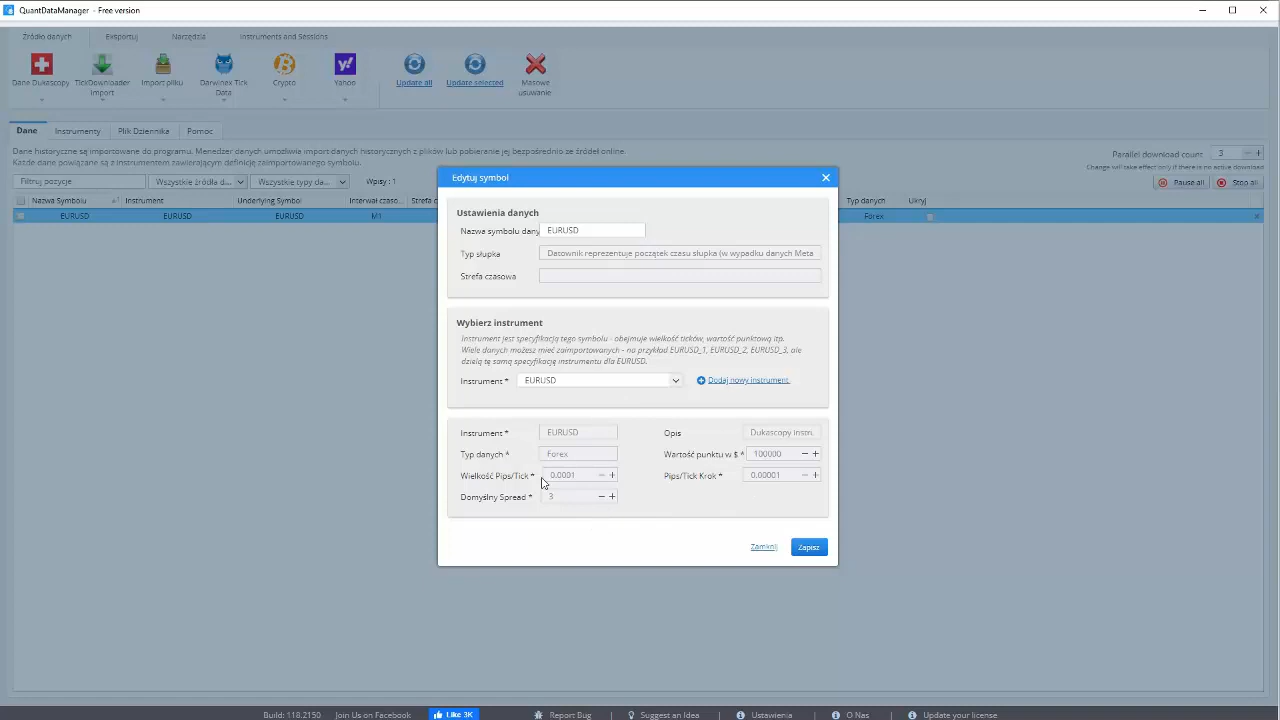 QuantDataManager - Free version
Źródło danych
Eksportuj
Narzędzia
Instruments and Sessions
Dane Dukascopy
TickDownloader Import
Import pliku
Darwinex Tick Data
Crypto
Yahoo
Update all
Update selected
Masowe usuwanie
Dane
Instrumenty
Plik Dziennika
Pomoc
Dane historyczne są importowane do programu. Menedżer danych umożliwia import danych historycznych z plików lub pobieranie jej bezpośrednio ze źródeł online.
Każde dane powiązane są z instrumentem zawierającym definicję zaimportowanego symbolu.
Parallel download count 3
Change will take effect only if there is no active download
Filtruj pozycje
Wszystkie źródła d...
Wszystkie typy da...
Wpisy : 1
Pause all
Stop all
Nazwa Symbolu
Instrument
Underlying Symbol
Interwał czaso...
Strefa c
Typ danych
Ukryj
EURUSD
EURUSD
EURUSD
M1
Forex
Edytuj symbol
Ustawienia danych
Nazwa symbolu dany
EURUSD
Typ słupka
Datownik reprezentuje początek czasu słupka (w wypadku danych Meta
Strefa czasowa
Wybierz instrument
Instrument jest specyfikacją tego symbolu - obejmuje wielkość ticków, wartość punktową itp.
Wiele danych możesz mieć zaimportowanych - na przykład EURUSD_1, EURUSD_2, EURUSD_3, ale
dzielą tę samą specyfikację instrumentu dla EURUSD.
Instrument *
EURUSD
Dodaj nowy instrument.
Instrument *
EURUSD
Opis
Dukascopy instru.
Typ danych *
Forex
Wartość punktu w $ *
100000
Wielkość Pips/Tick *
0.0001
Pips/Tick Krok *
0.00001
Domyślny Spread *
3
Zamknij
Zapisz
Build: 118.2150
Join Us on Facebook
Like 3K
Report Bug
Suggest an Idea
Ustawienia
O Nas
Update your license